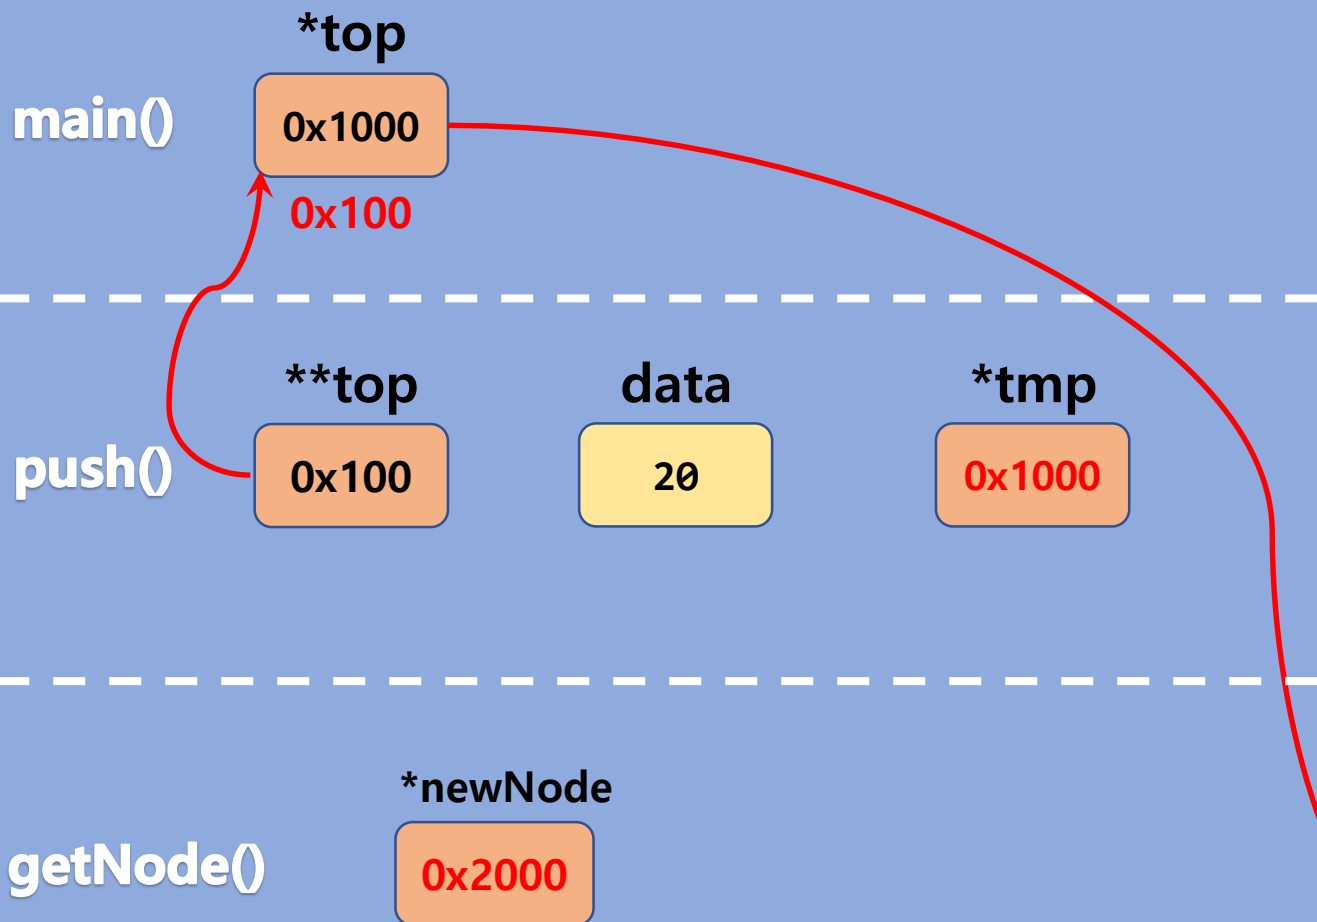 *top
main()
0x1000
0x100
**top
data
*tmp
push()
0x100
20
0x1000
*newNode
getNode()
0x2000